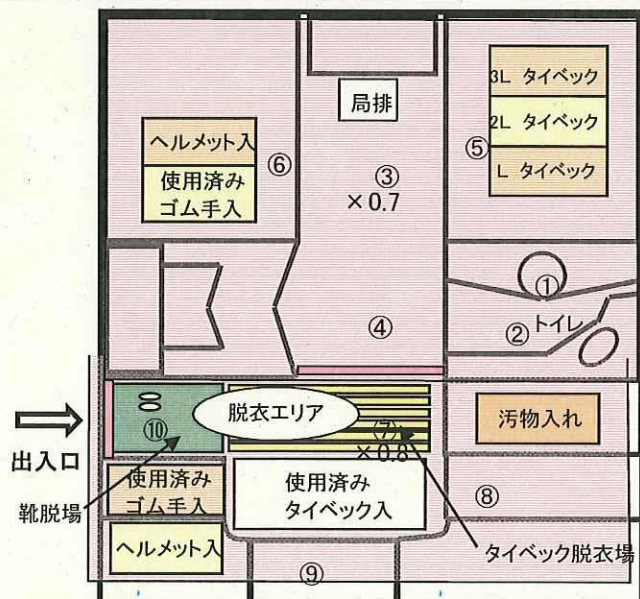 3L タイベック
2L タイベック
L タイベック
局排
ヘルメット入
使用済み
ゴム手入
⑥
③
×0.7
⑤
④
①
②
トイレ
出入口
⑩
脱衣エリア
⑦
×0.8
汚物入れ
靴脱場
使用済み
ゴム手入
使用済み
タイベック入
⑧
ヘルメット入
⑨
タイベック脱衣場